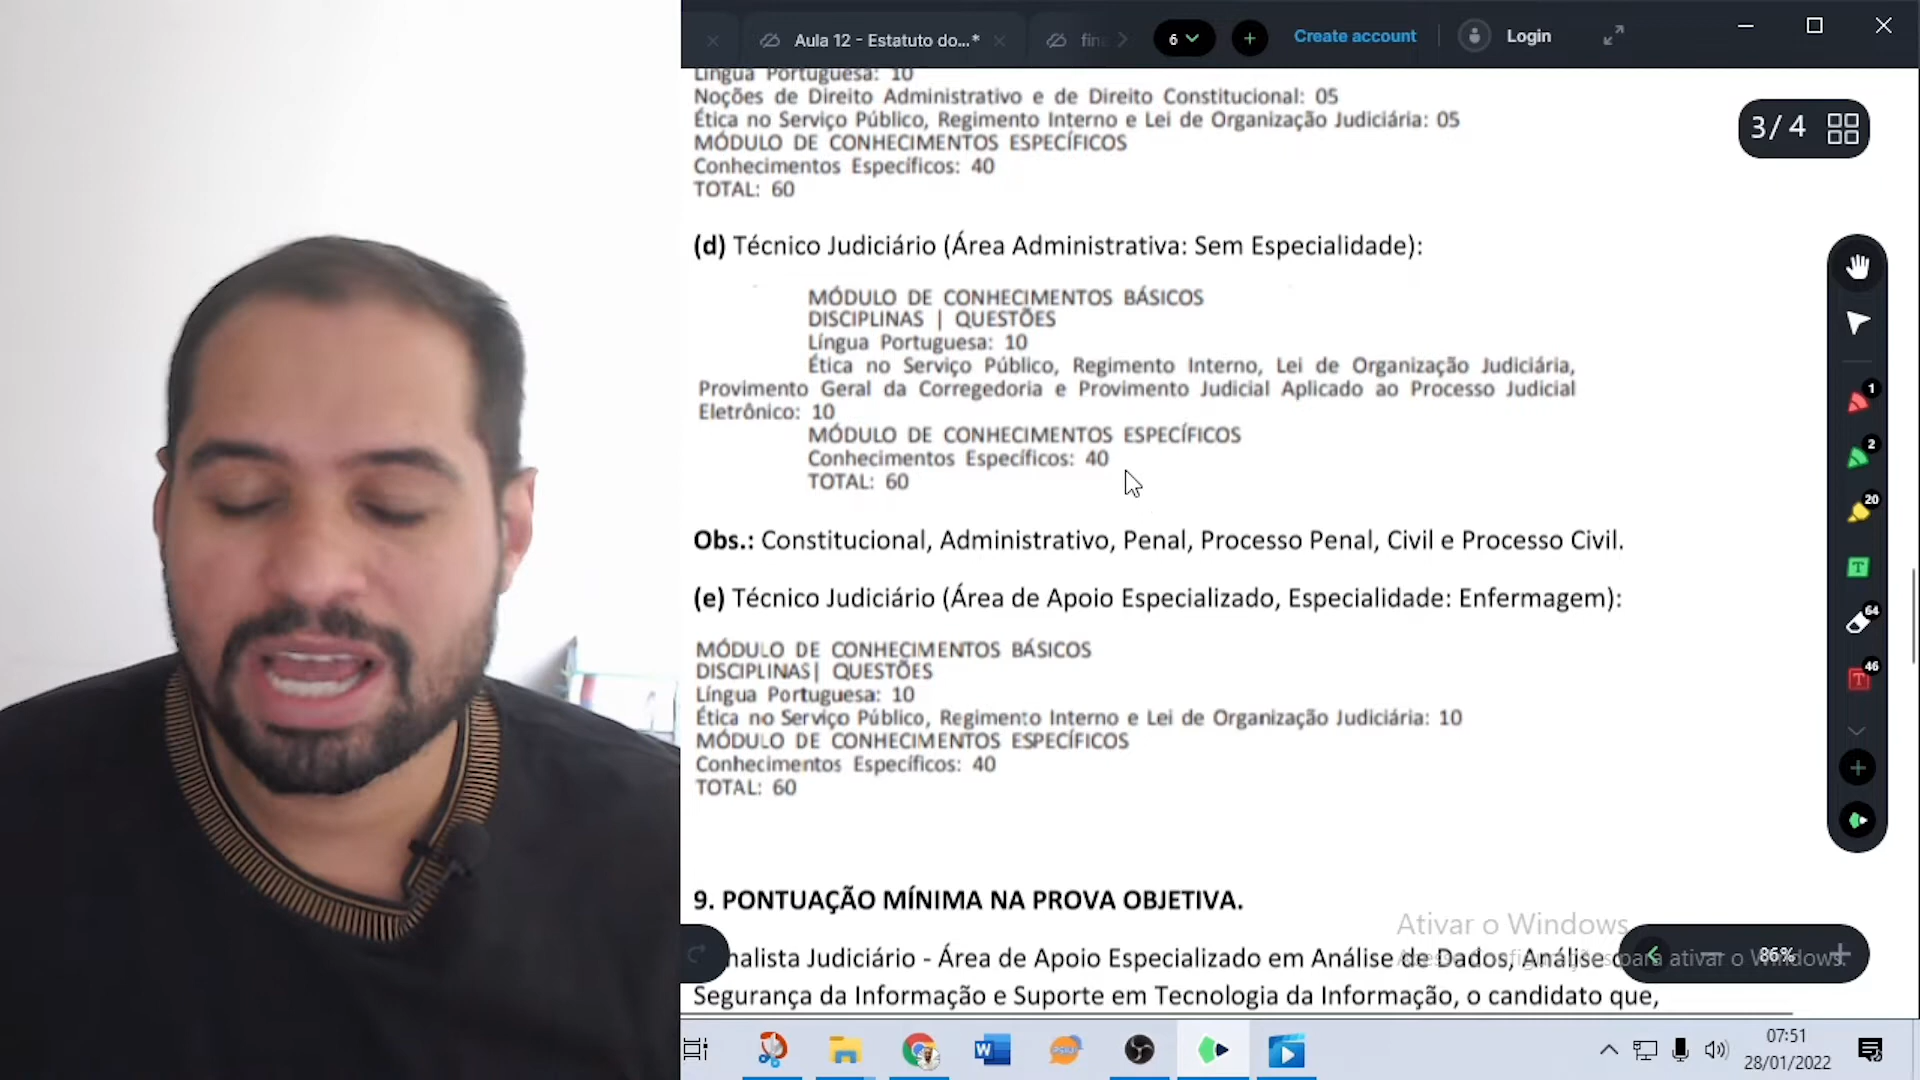 Aula 12 - Estatuto do...*
6
Create account
Login
Língua Portuguesa: 10
Noções de Direito Administrativo e de Direito Constitucional: 05
Ética no Serviço Público, Regimento Interno e Lei de Organização Judiciária: 05
MÓDULO DE CONHECIMENTOS ESPECÍFICOS
Conhecimentos Específicos: 40
TOTAL: 60
3/4
(d) Técnico Judiciário (Área Administrativa: Sem Especialidade):
MÓDULO DE CONHECIMENTOS BÁSICOS
DISCIPLINAS | QUESTÕES
Língua Portuguesa: 10
Ética no Serviço Público, Regimento Interno, Lei de Organização Judiciária,
Provimento Geral da Corregedoria e Provimento Judicial Aplicado ao Processo Judicial
Eletrônico: 10
MÓDULO DE CONHECIMENTOS ESPECÍFICOS
Conhecimentos Específicos: 40
TOTAL: 60
Obs.: Constitucional, Administrativo, Penal, Processo Penal, Civil e Processo Civil.
(e) Técnico Judiciário (Área de Apoio Especializado, Especialidade: Enfermagem):
MÓDULO DE CONHECIMENTOS BÁSICOS
DISCIPLINAS| QUESTÕES
Língua Portuguesa: 10
Ética no Serviço Público, Regimento Interno e Lei de Organização Judiciária: 10
MÓDULO DE CONHECIMENTOS ESPECÍFICOS
Conhecimentos Específicos: 40
TOTAL: 60
1
2
20
T
64
46
T
9. PONTUAÇÃO MÍNIMA NA PROVA OBJETIVA.
Ativar o Windows
nalista Judiciário - Área de Apoio Especializado em Análise de Dados, Análise
para ativar o Windows.
86%
Segurança da Informação e Suporte em Tecnologia da Informação, o candidato que,
07:51
28/01/2022